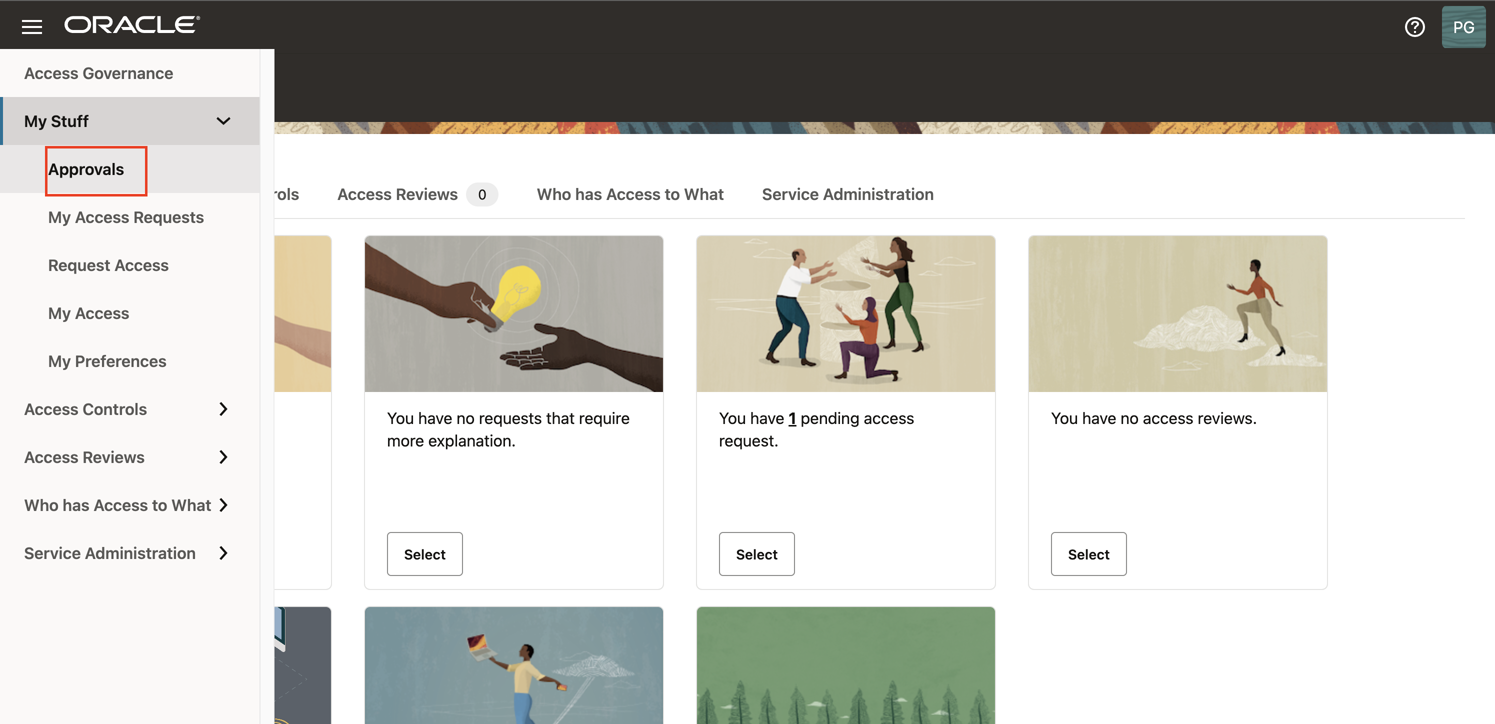 ORACLE
PG
Access Governance
My Stuff
Approvals
My Access Requests
Request Access
My Access
My Preferences
Access Controls
Access Reviews
Who has Access to What
Service Administration
rols
Access Reviews 0
Who has Access to What
Service Administration
You have no requests that require
more explanation.
Select
You have 1 pending access
request.
Select
You have no access reviews.
Select